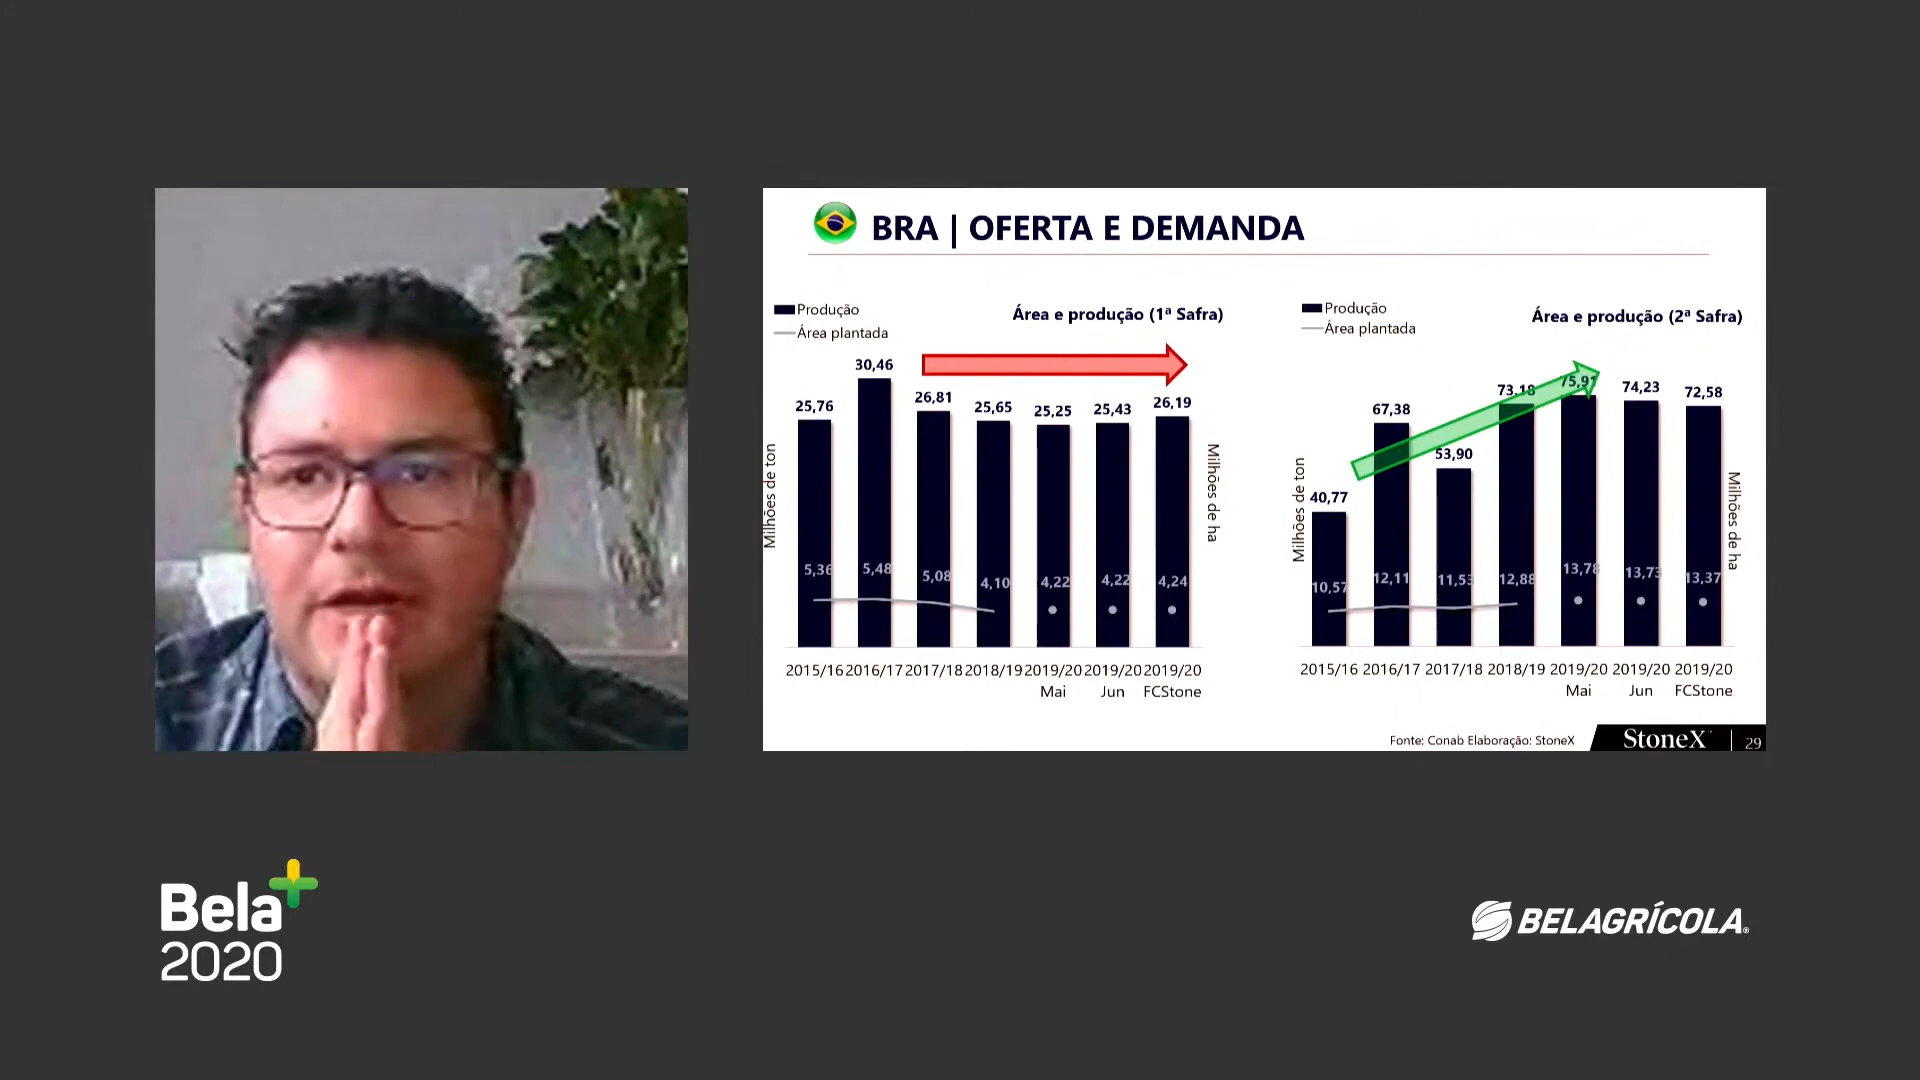 BRA | OFERTA E DEMANDA
Produção
Área plantada
Área e produção (1ª Safra)
30,46
26,81
25,76
25,65
25,25
25,43
26,19
Milhões de ton
Milhões de ha
5,36
5,48
5,08
4,10
4,22
4,22
4,24
2015/16 2016/17 2017/18 2018/19 2019/20 2019/20 2019/20
Mai Jun FCStone
Produção
Área plantada
Área e produção (2ª Safra)
40,77
67,38
53,90
73,18
75,91
74,23
72,58
Milhões de ton
Milhões de ha
10,57
12,11
11,53
12,88
13,78
13,73
13,37
2015/16 2016/17 2017/18 2018/19 2019/20 2019/20 2019/20
Mai Jun FCStone
Fonte: Conab Elaboração: StoneX
StoneX
29
Bela+
2020
BELAGRÍCOLA